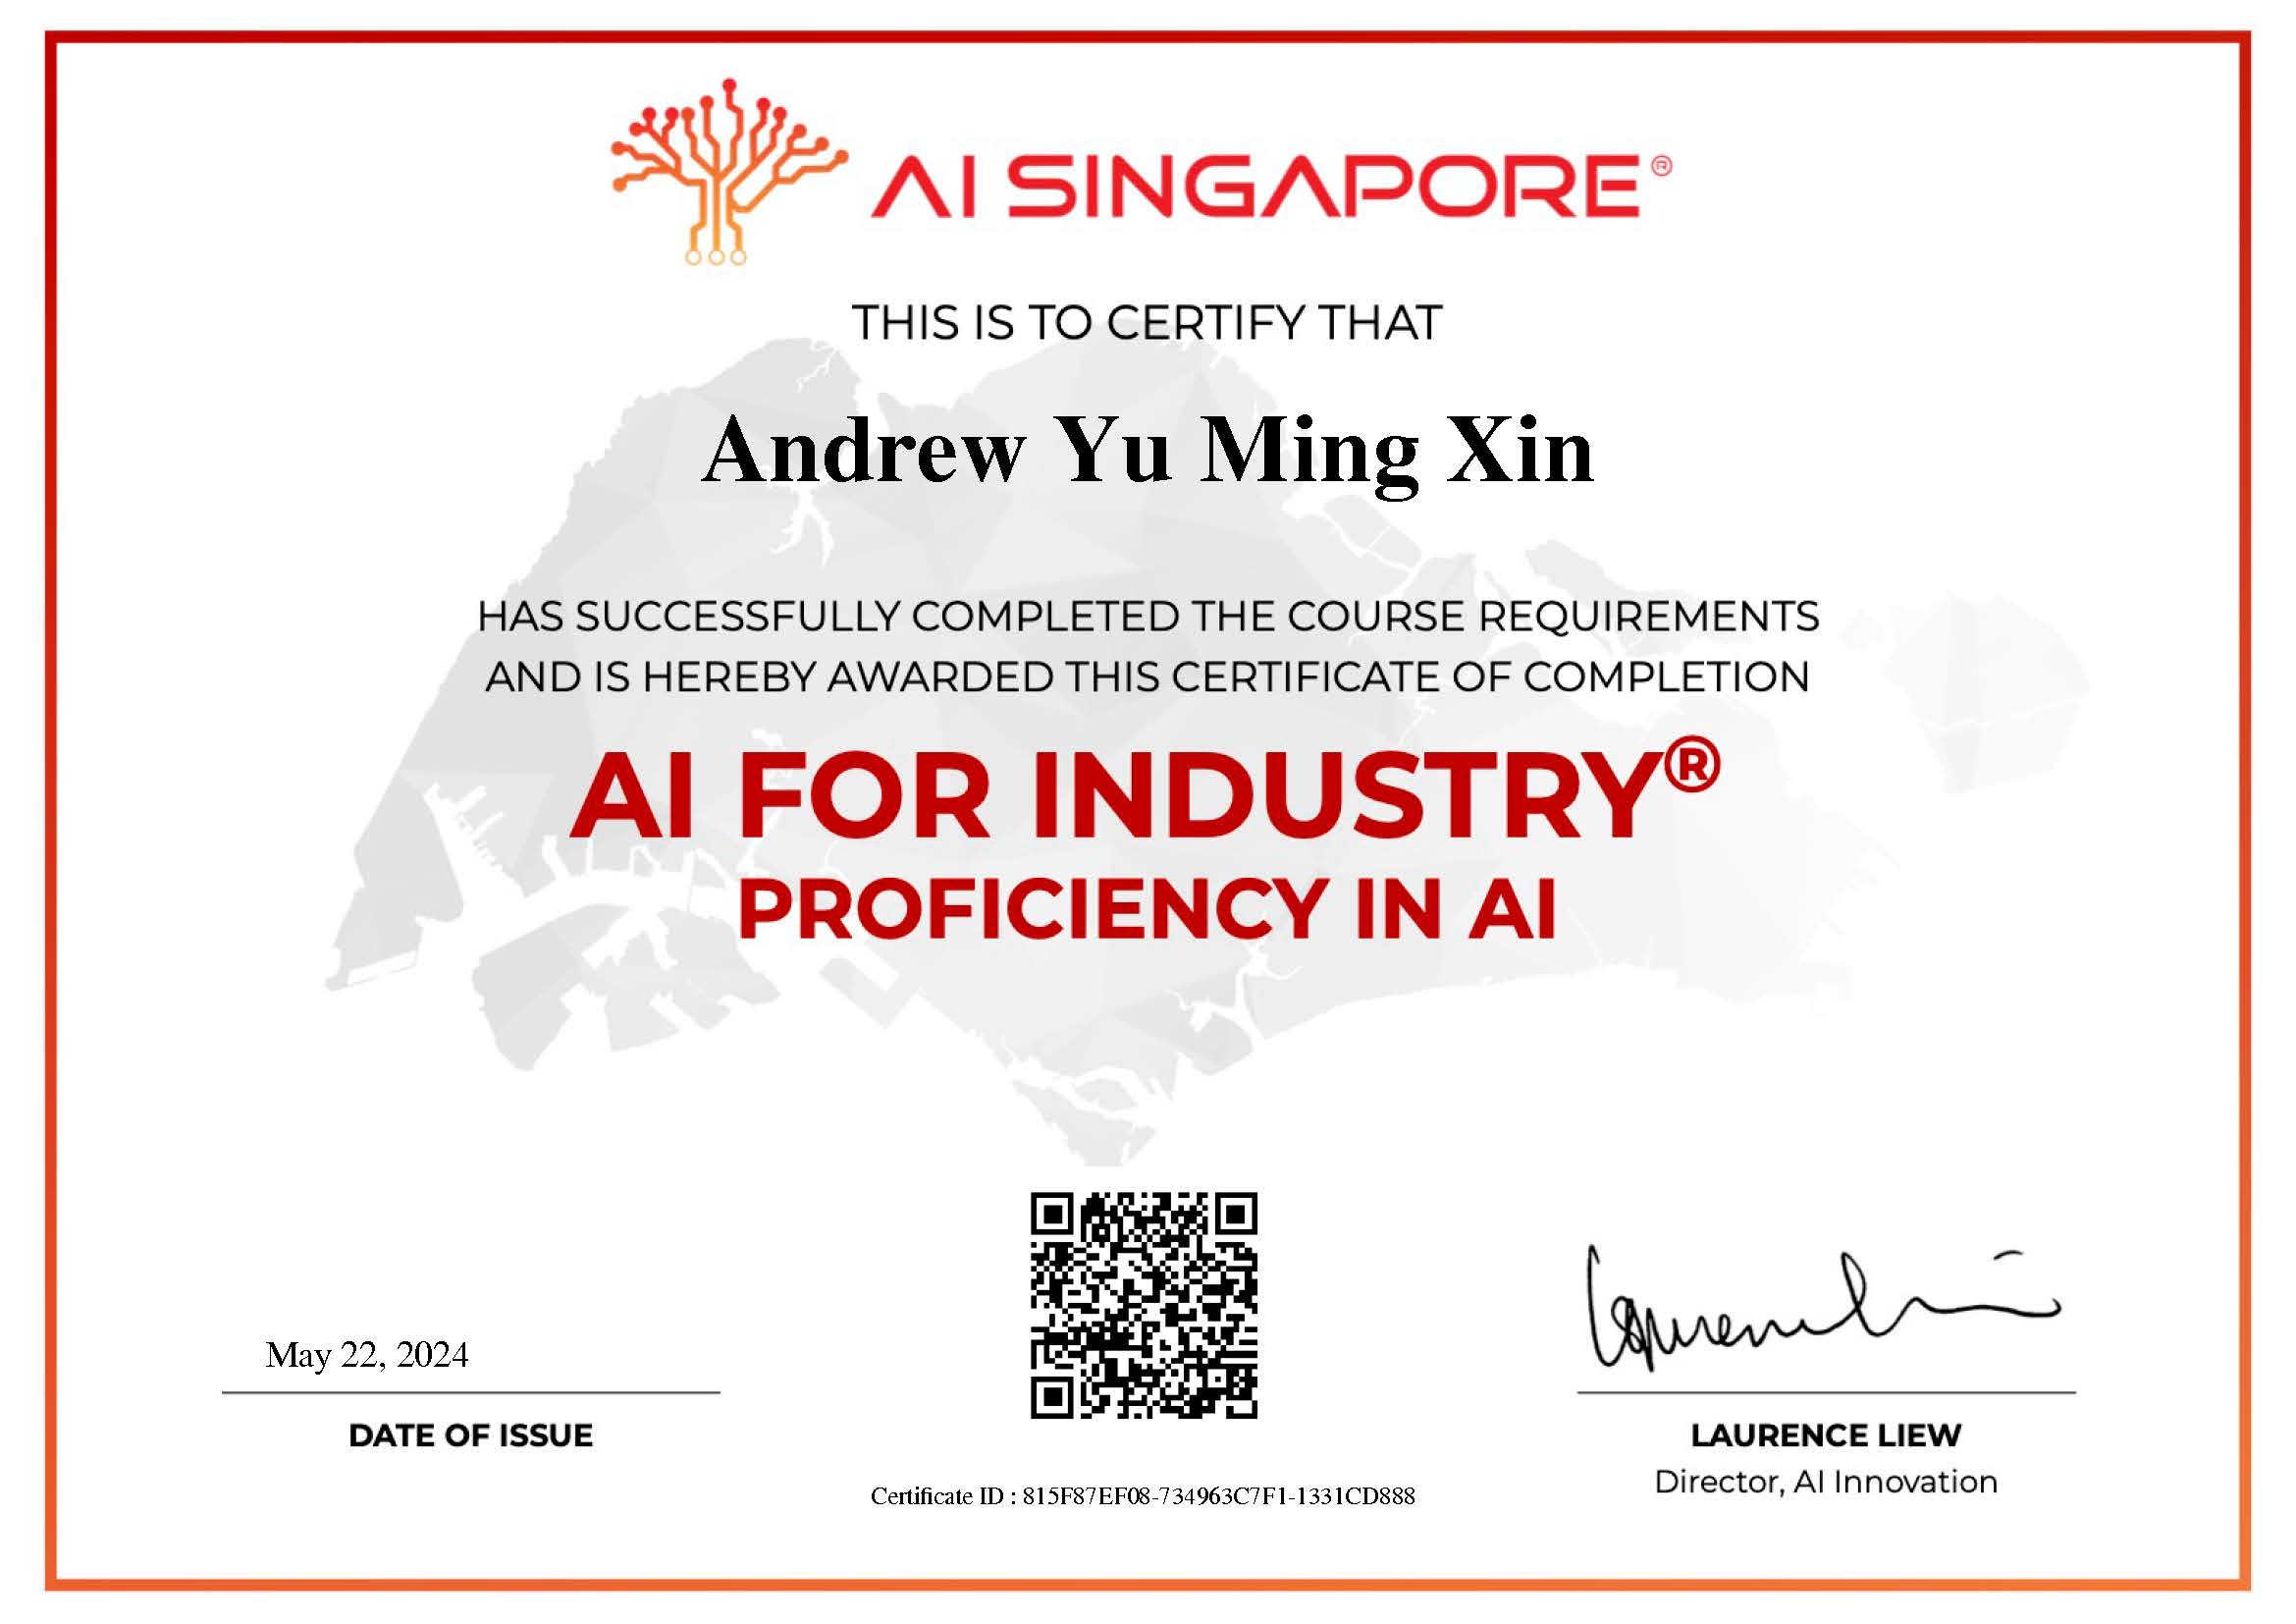 AI SINGAPORE®
THIS IS TO CERTIFY THAT
Andrew Yu Ming Xin
HAS SUCCESSFULLY COMPLETED THE COURSE REQUIREMENTS
AND IS HEREBY AWARDED THIS CERTIFICATE OF COMPLETION
AI FOR INDUSTRY®
PROFICIENCY IN AI
May 22, 2024
DATE OF ISSUE
Certificate ID : 815F87EF08-734963C7F1-1331CD888
LAURENCE LIEW
Director, AI Innovation